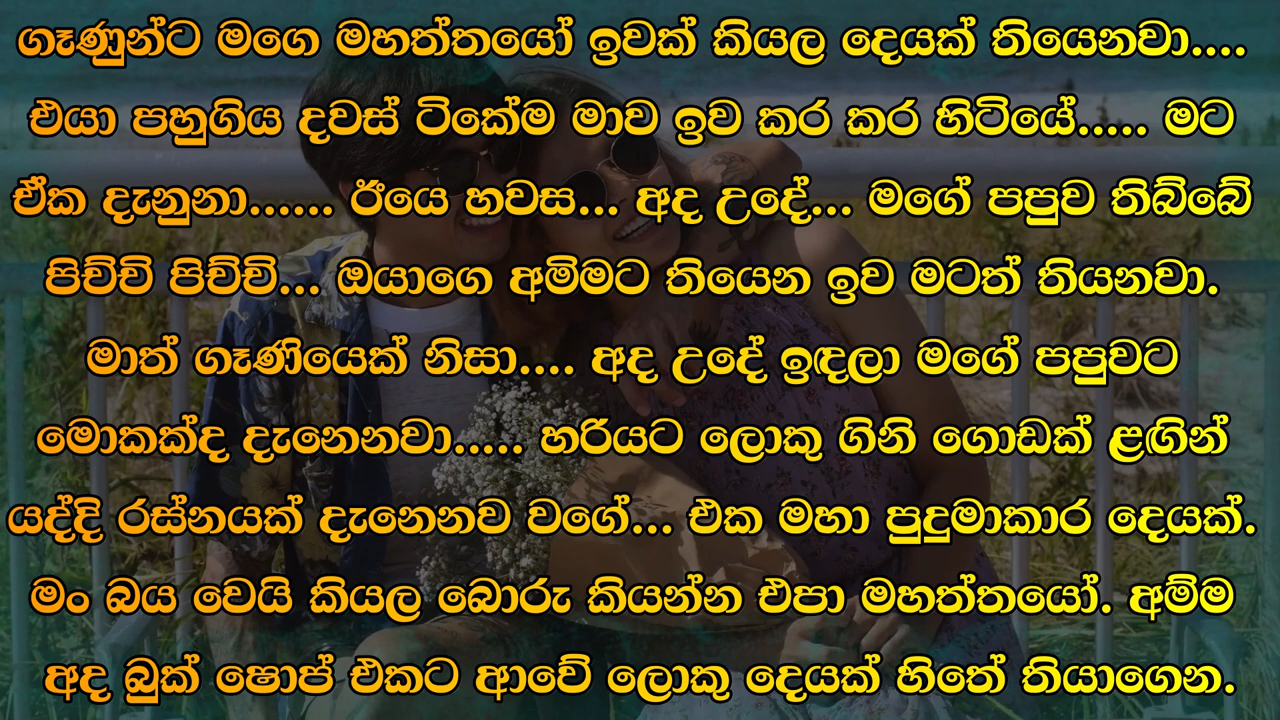 ගෑණුන්ට මගෙ මහත්තයෝ ඉවක් කියල දෙයක් තියෙනවා....
එයා පහුගිය දවස් ටිකේම මාව ඉව කර කර හිටියේ..... මට
ඒක දැනුනා...... ඊයෙ හවස... අද උදේ... මගේ පපුව තිබ්බේ
පිච්චි පිච්චි... ඔයාගෙ අමිමට තියෙන ඉව මටත් තියනවා.
මාත් ගෑණියෙක් නිසා.... අද උදේ ඉඳලා මගේ පපුවට
මොකක්ද දැනෙනවා..... හරියට ලොකු ගිනි ගොඩක් ළඟින්
යද්දි රස්නයක් දැනෙනව වගේ... එක මහා පුදුමාකාර දෙයක්.
මං බය වෙයි කියල බොරු කියන්න එපා මහත්තයෝ. අම්ම
අද බුක් ෂොප් එකට ආවේ ලොකු දෙයක් හිතේ තියාගෙන.